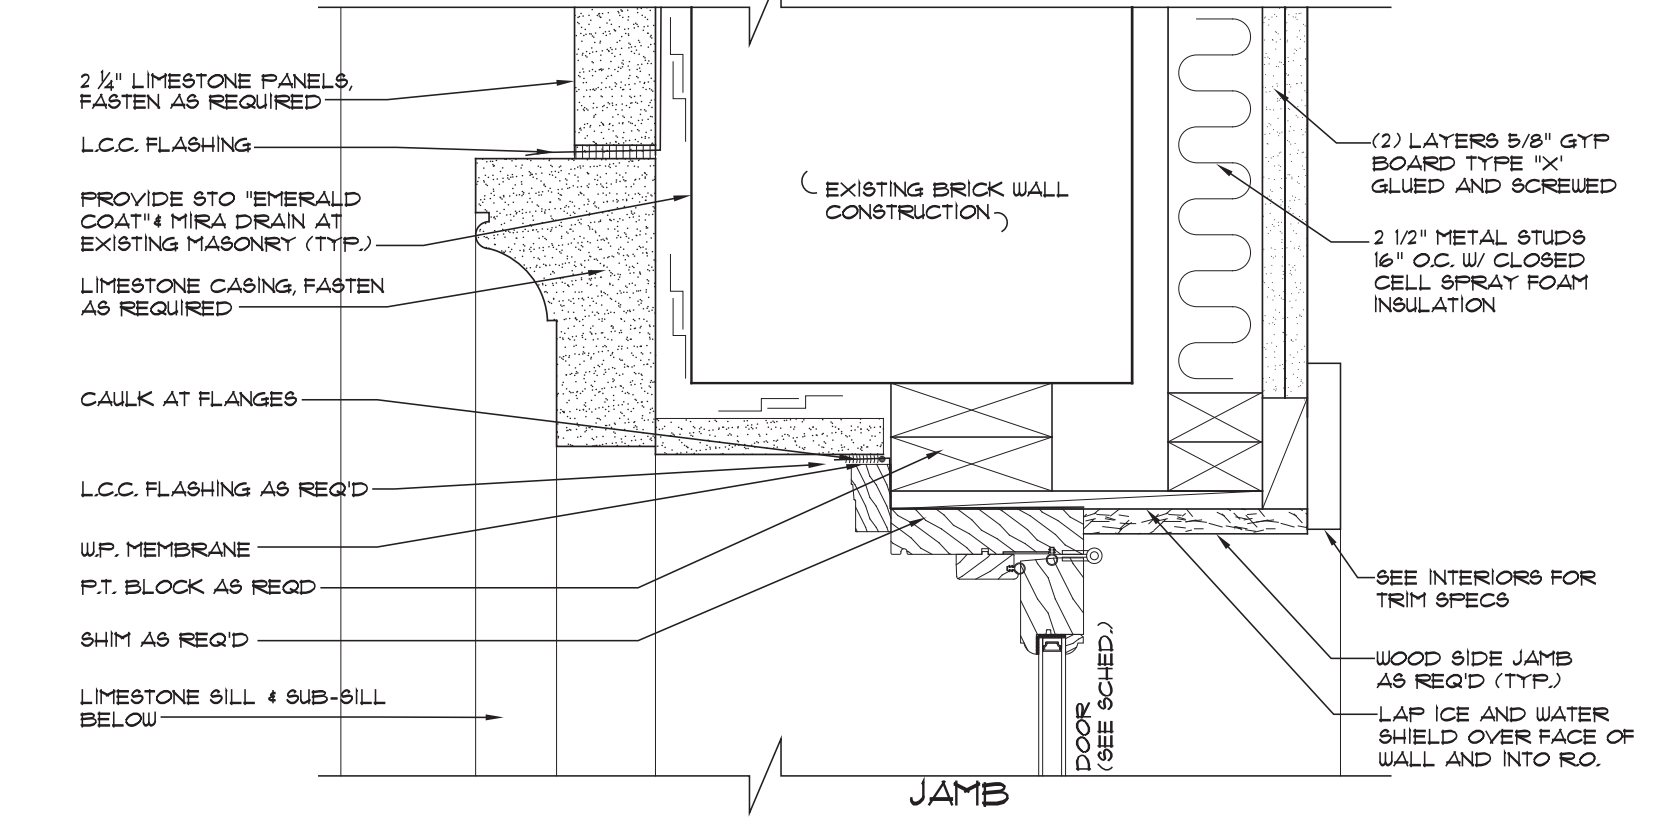 2 1/4" LIMESTONE PANELS,
FASTEN AS REQUIRED
L.C.C. FLASHING
PROVIDE STO "EMERALD
COAT" & MIRA DRAIN AT
EXISTING MASONRY (TYP.)
LIMESTONE CASING, FASTEN
AS REQUIRED
CAULK AT FLANGES
L.C.C. FLASHING AS REQ'D
W.P. MEMBRANE
P.T. BLOCK AS REQD
SHIM AS REQ'D
LIMESTONE SILL & SUB-SILL
BELOW
EXISTING BRICK WALL
CONSTRUCTION
(2) LAYERS 5/8" GYP
BOARD TYPE "X'
GLUED AND SCREWED
2 1/2" METAL STUDS
16" O.C. W/ CLOSED
CELL SPRAY FOAM
INSULATION
SEE INTERIORS FOR
TRIM SPECS
WOOD SIDE JAMB
AS REQ'D (TYP.)
LAP ICE AND WATER
SHIELD OVER FACE OF
WALL AND INTO R.O.
DOOR
(SEE SCHED.)
JAMB